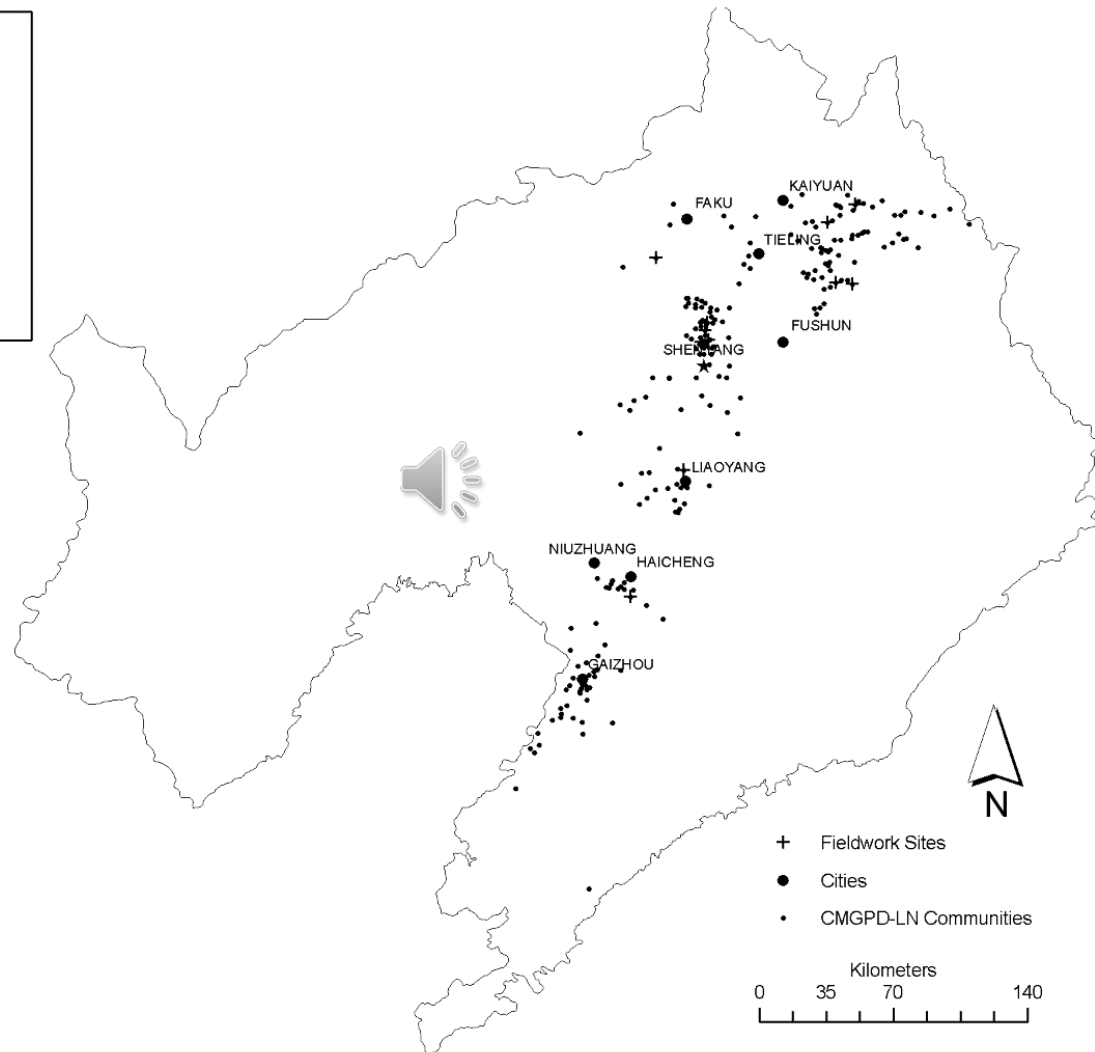 KAIYUAN
FAKU
TIELING
FUSHUN
SHENYANG
LIAOYANG
NIUZHUANG
HAICHENG
GAIZHOU
N
Fieldwork Sites
Cities
CMGPD-LN Communities
Kilometers
0 35 70 140